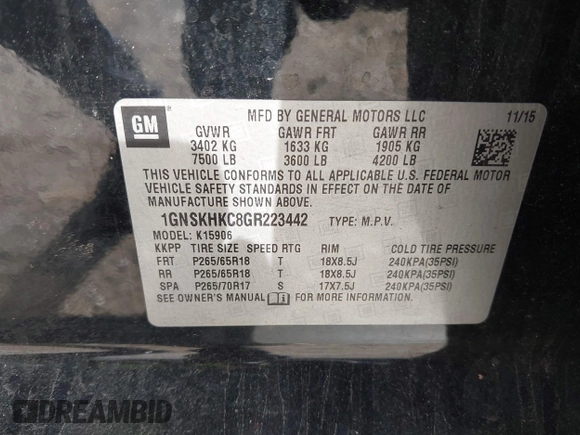 GM
MFD BY GENERAL MOTORS LLC 11/15
GVWR GAWR FRT GAWR RR
3402 KG 1633 KG 1905 KG
7500 LB 3600 LB 4200 LB
THIS VEHICLE CONFORMS TO ALL APPLICABLE U.S. FEDERAL MOTOR
VEHICLE SAFETY STANDARDS IN EFFECT ON THE DATE OF
MANUFACTURE SHOWN ABOVE.
1GNSKHKC8GR223442 TYPE: M.P.V.
MODEL: K15906
KKPP TIRE SIZE SPEED RTG RIM COLD TIRE PRESSURE
FRT P265/65R18 T 18X8.5J 240KPA(35PSI)
RR P265/65R18 T 18X8.5J 240KPA(35PSI)
SPA P265/70R17 S 17X7.5J 240KPA(35PSI)
SEE OWNER'S MANUAL FOR MORE INFORMATION.
DREAMBID